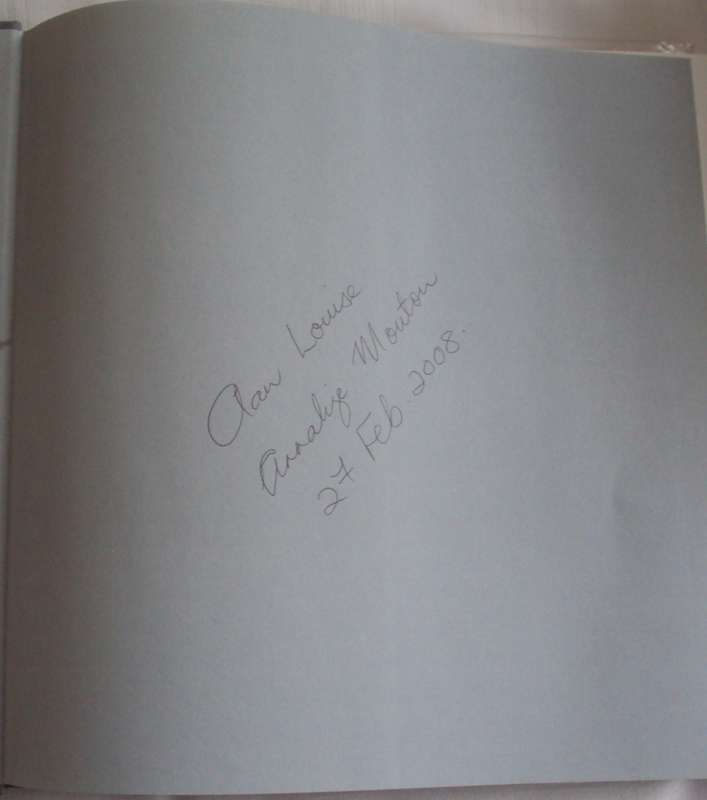 Aan Louise
Annalize Mouton
27 Feb. 2008.